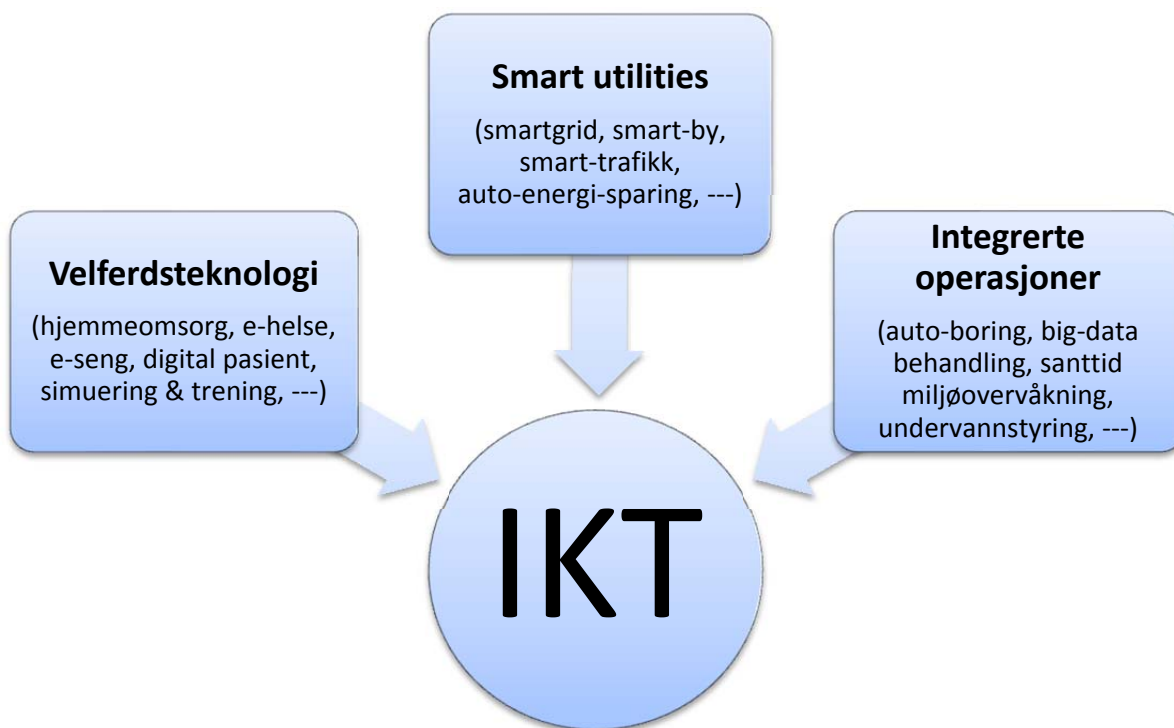 Smart utilities
(smartgrid, smart-by,
smart-trafikk,
auto-energi-sparing, ---)
Velferdsteknologi
(hjemmeomsorg, e-helse,
e-seng, digital pasient,
simuering & trening, ---)
Integrerte
operasjoner
(auto-boring, big-data
behandling, santtid
miljøovervåkning,
undervannstyring, ---)
IKT